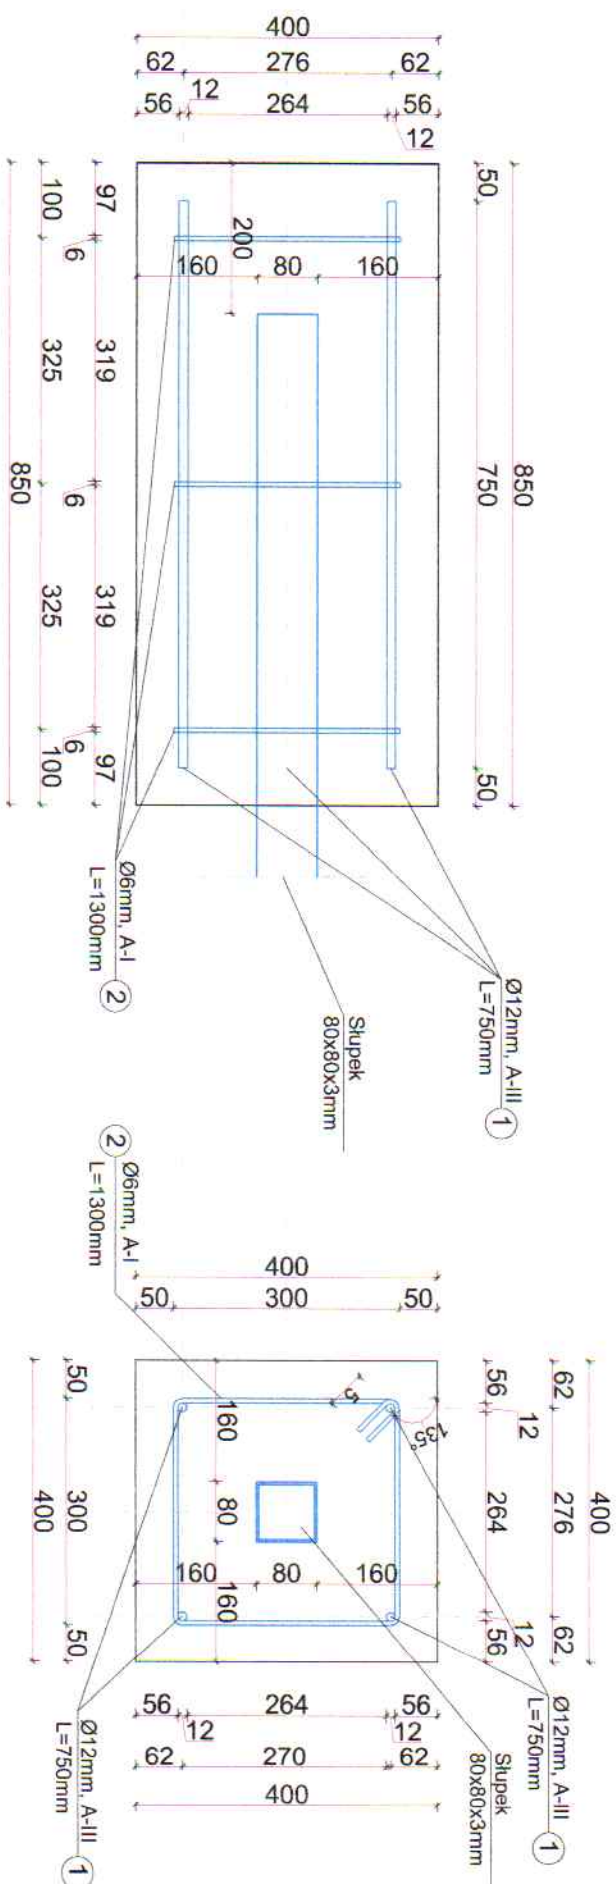 400
62 276 62
56 12 264 12 56
50 750 50
850
200
160 80 160
97 6 319 6 319 6 97
100 325 325 100
850
Ø12mm, A-III
L=750mm
1
Słupek
80x80x3mm
Ø6mm, A-I
L=1300mm
2
2
Ø6mm, A-I
L=1300mm
400
50 300 50
400
62 276 62
56 12 264 12 56
5
135°
160 80 160
160 80 160
50 300 50
400
56 12 264 12 56
62 270 62
400
Ø12mm, A-III
L=750mm
1
Słupek
80x80x3mm
Ø12mm, A-III
L=750mm
1